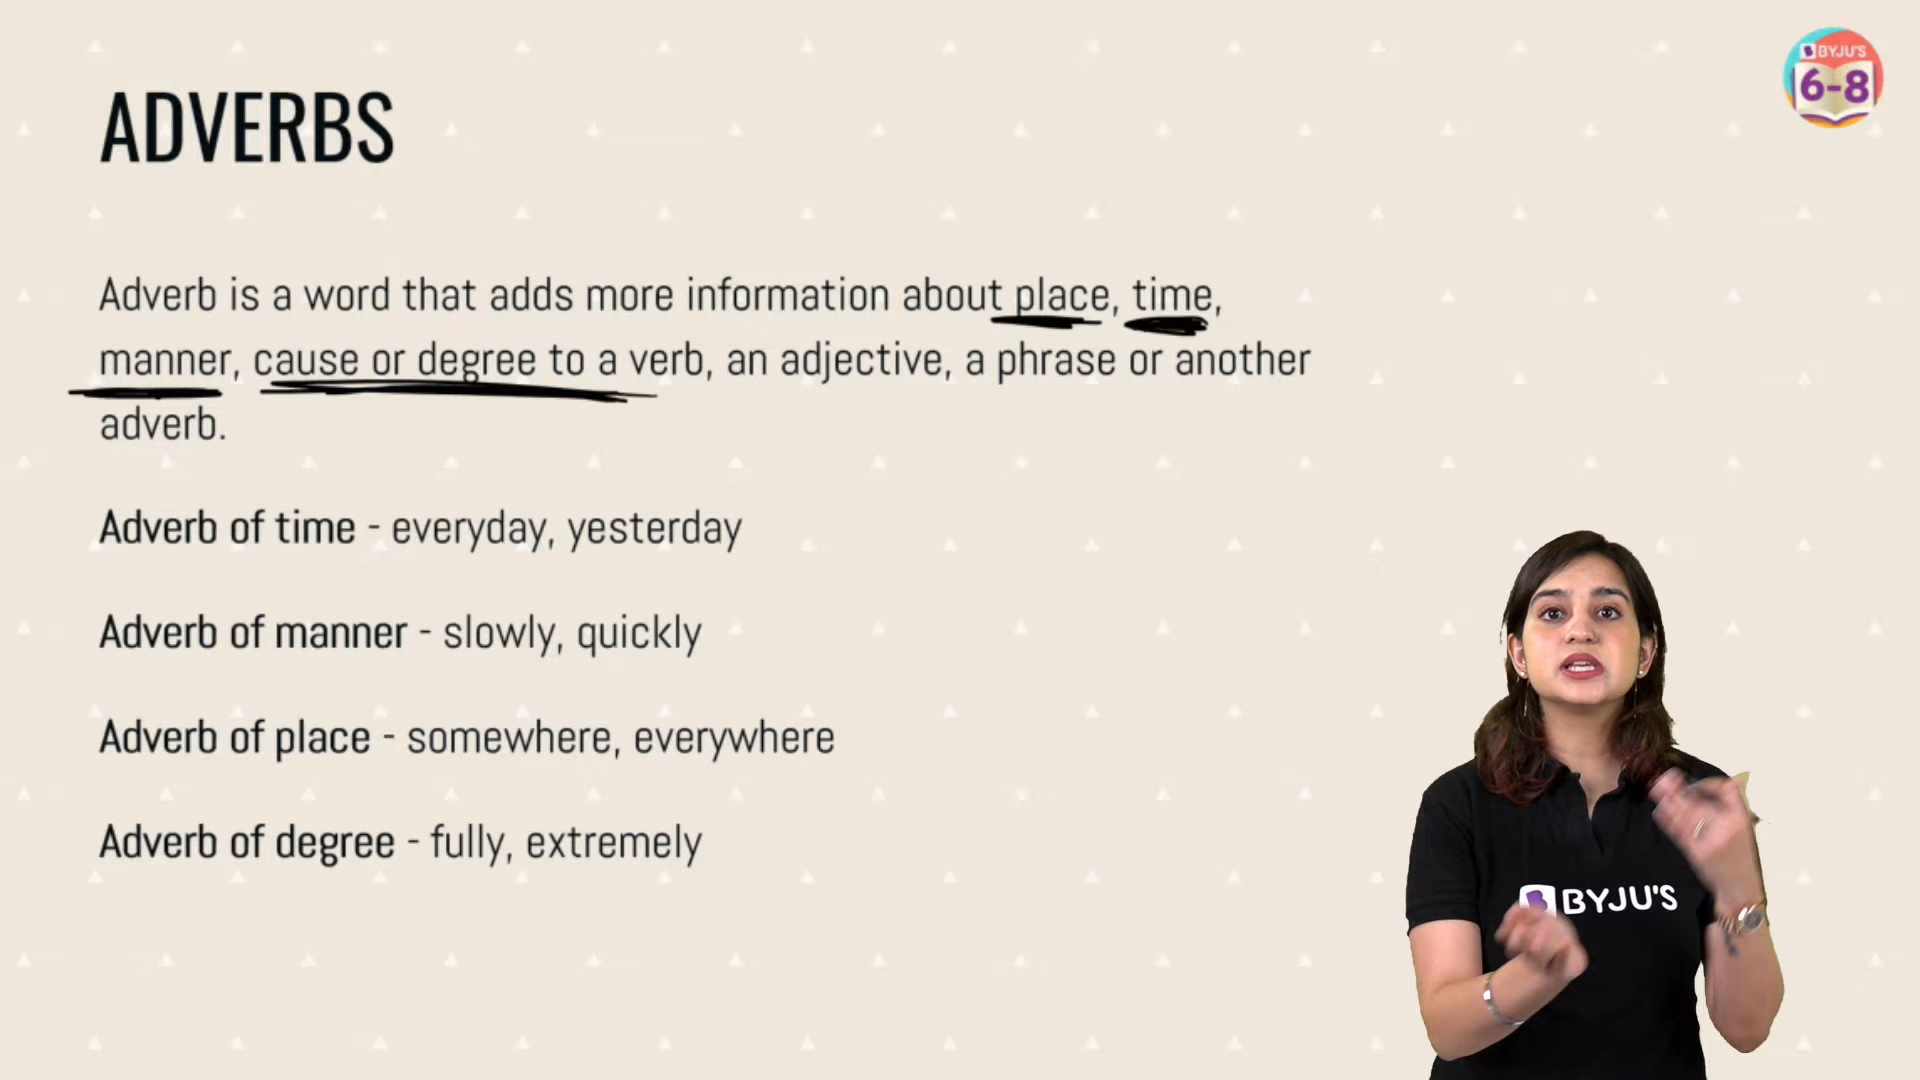 BYJU'S
6-8
ADVERBS
Adverb is a word that adds more information about place, time,
manner, cause or degree to a verb, an adjective, a phrase or another
adverb.
Adverb of time - everyday, yesterday
Adverb of manner - slowly, quickly
Adverb of place - somewhere, everywhere
Adverb of degree - fully, extremely
BYJU'S